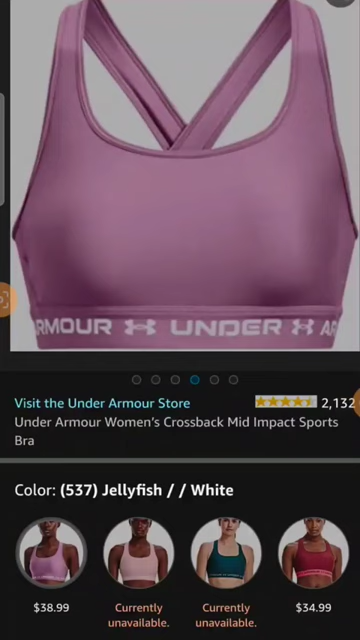 RMOUR UNDER AR
Visit the Under Armour Store 2,132
Under Armour Women's Crossback Mid Impact Sports
Bra
Color: (537) Jellyfish / / White
$38.99 Currently unavailable. Currently unavailable. $34.99